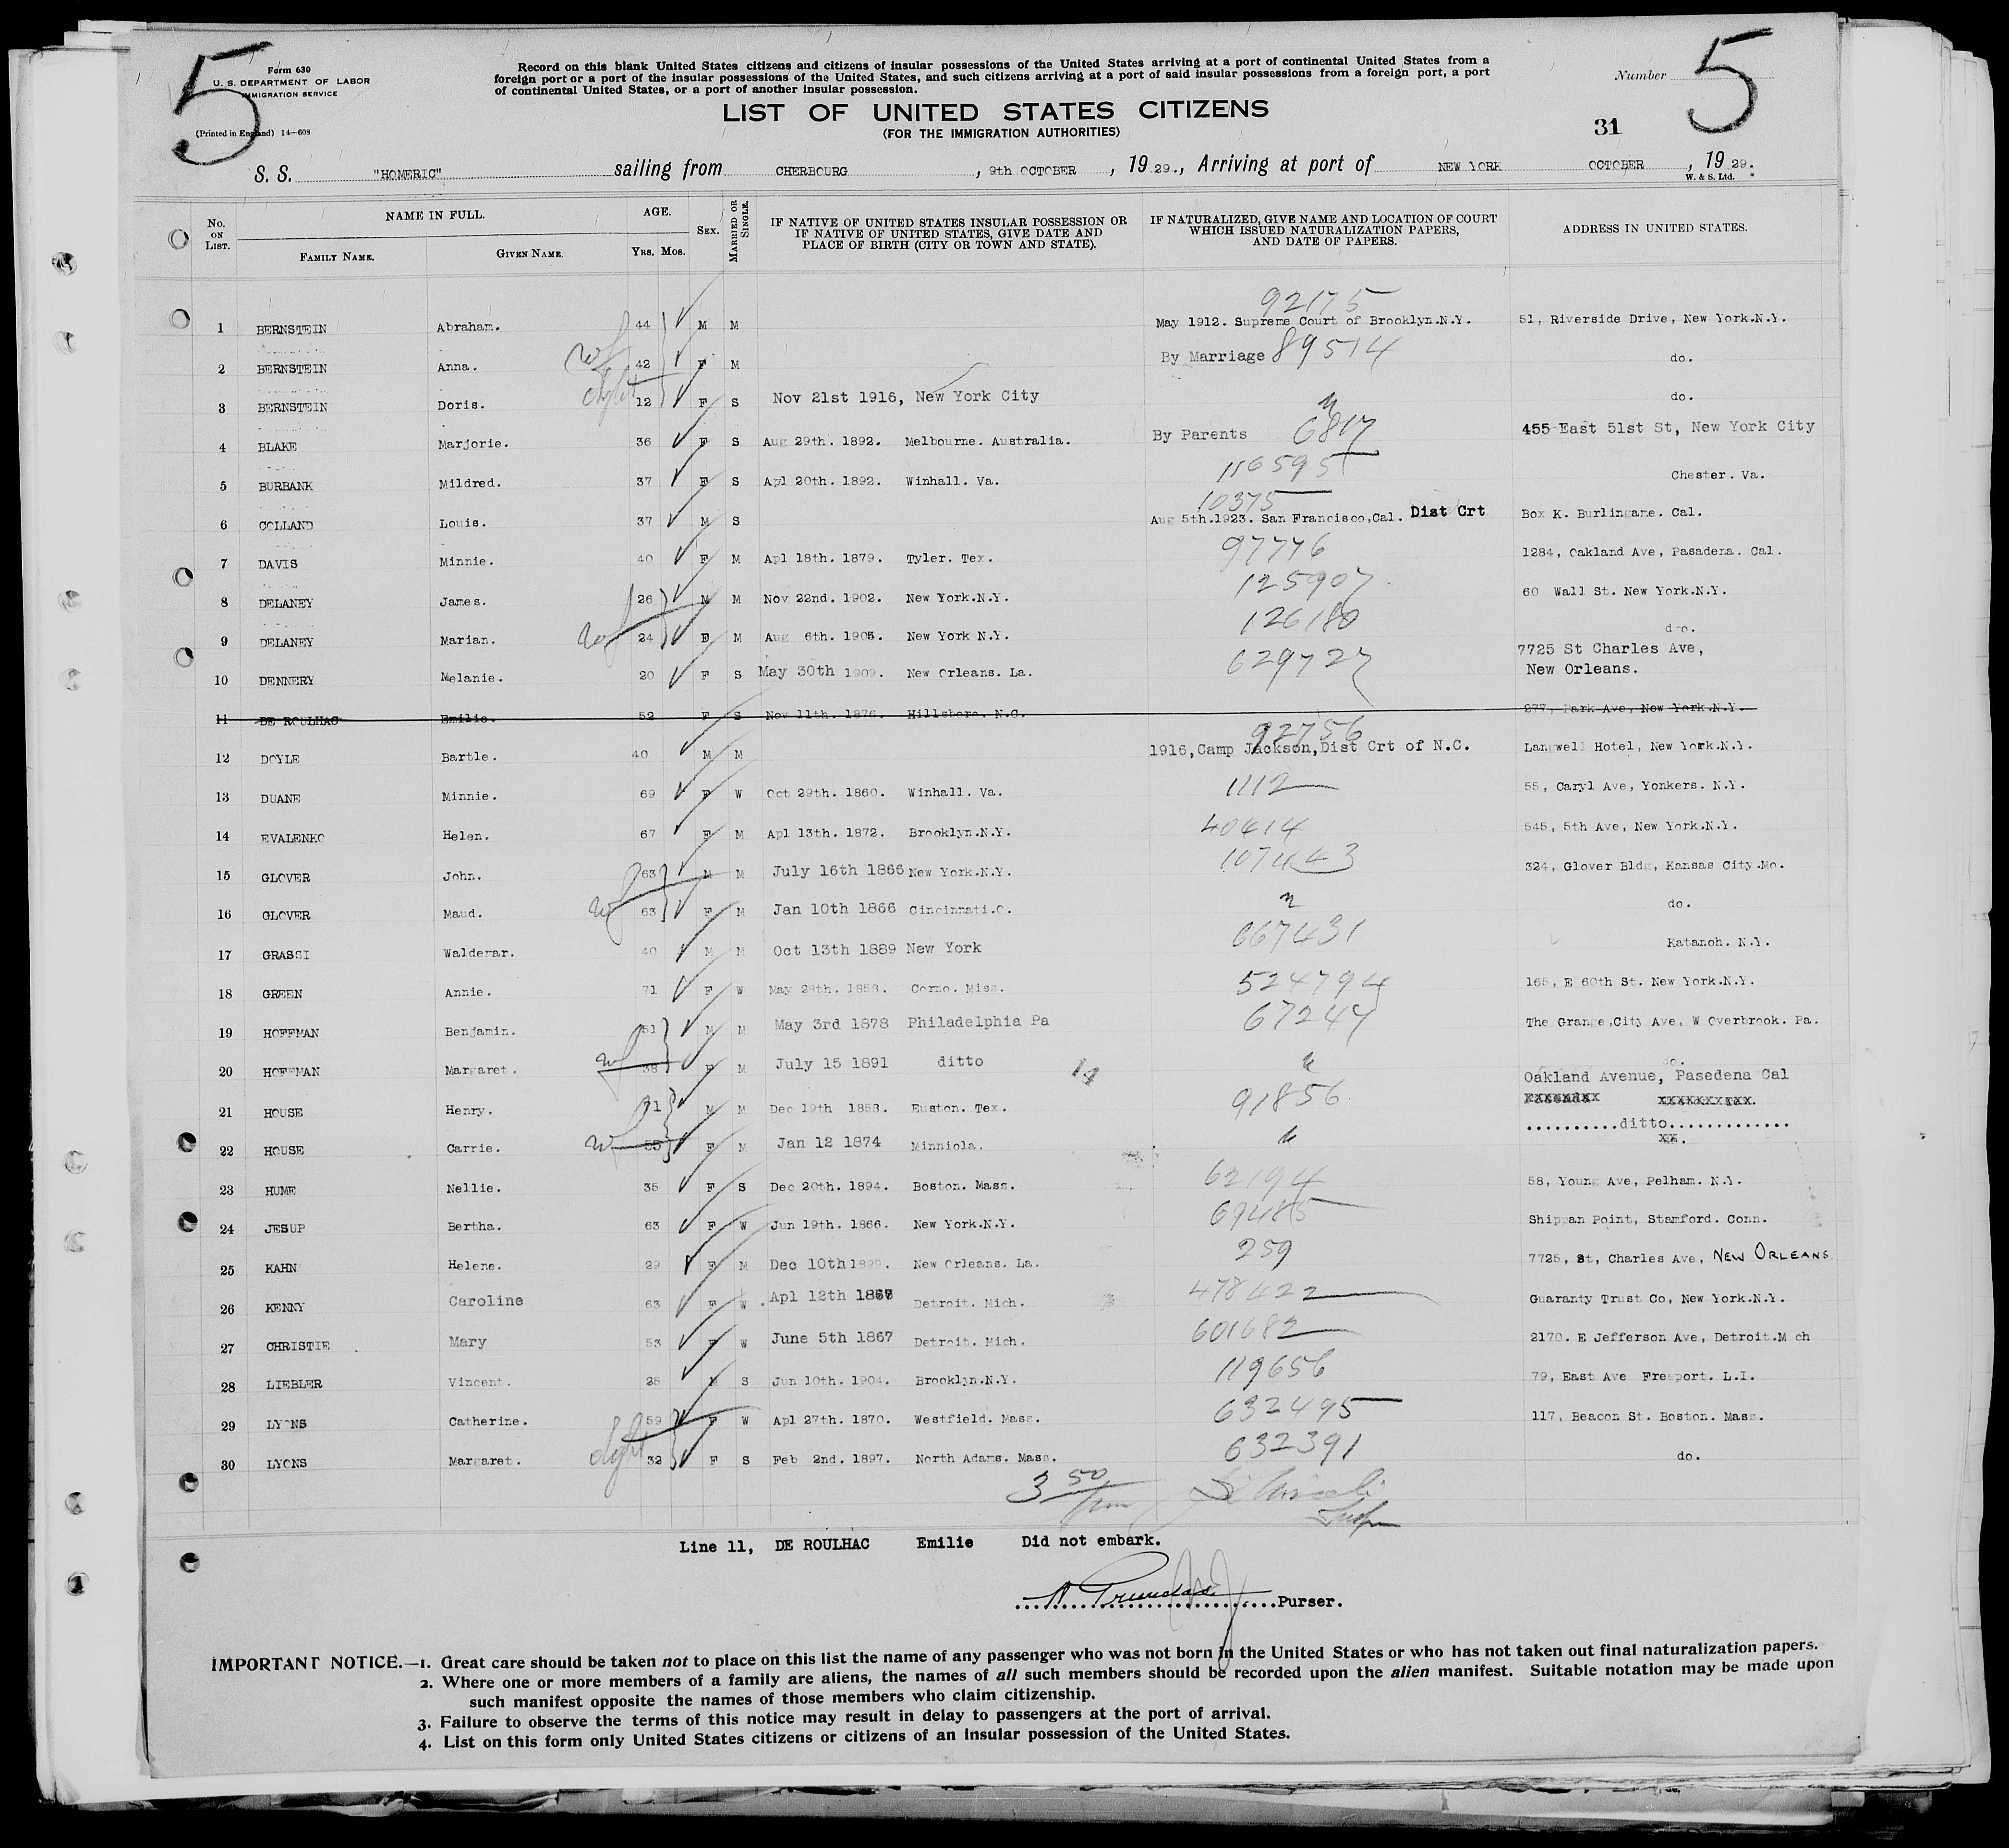 5
5
Form 630
U. S. DEPARTMENT OF LABOR
IMMIGRATION SERVICE
(Printed in England) 14—608
Record on this blank United States citizens and citizens of insular possessions of the United States arriving at a port of continental United States from a
foreign port or a port of the insular possessions of the United States, and such citizens arriving at a port of said insular possessions from a foreign port, a port
of continental United States, or a port of another insular possession.
Number
LIST OF UNITED STATES CITIZENS
(FOR THE IMMIGRATION AUTHORITIES)
31
S. S. "HOMERIC" sailing from CHERBOURG, 9th OCTOBER, 19 29., Arriving at port of NEW YORK OCTOBER, 19 29.
W. & S. Ltd.
No. ON LIST. NAME IN FULL. FAMILY NAME. GIVEN NAME. AGE. YRS. MOS. SEX. MARRIED OR SINGLE. IF NATIVE OF UNITED STATES INSULAR POSSESSION OR IF NATIVE OF UNITED STATES, GIVE DATE AND PLACE OF BIRTH (CITY OR TOWN AND STATE). IF NATURALIZED, GIVE NAME AND LOCATION OF COURT WHICH ISSUED NATURALIZATION PAPERS, AND DATE OF PAPERS. ADDRESS IN UNITED STATES.
92175
1 BERNSTEIN Abraham. 44 M M May 1912. Supreme Court of Brooklyn.N.Y. 51, Riverside Drive, New York.N.Y.
2 BERNSTEIN Anna. wf 42 F M By Marriage 89514 do.
3 BERNSTEIN Doris. dght 12 F S Nov 21st 1916, New York City do.
4 BLAKE Marjorie. 36 F S Aug 29th. 1892. Melbourne. Australia. By Parents 6817 455 East 51st St, New York City
5 BURBANK Mildred. 37 F S Apl 20th. 1892. Winhall. Va. 116595 Chester. Va.
10375
6 COLLAND Louis. 37 M S Aug 5th.1923. San Francisco,Cal. Dist Crt Box K. Burlingame. Cal.
7 DAVIS Minnie. 40 F M Apl 18th. 1879. Tyler. Tex. 97776 1284, Oakland Ave, Pasadena. Cal.
8 DELANEY James. 26 M M Nov 22nd. 1902. New York.N.Y. 125907 60 Wall St. New York.N.Y.
9 DELANEY Marian. wf 24 F M Aug 6th. 1905. New York N.Y. 126180 do.
10 DENNERY Melanie. 20 F S May 30th 1909. New Orleans. La. 629727 7725 St Charles Ave,
New Orleans.
11 DE ROULHAC Emilie. 52 F S Nov 11th. 1876. Hillsboro. N.C. 277, Park Ave, New York.N.Y.
92756
12 DOYLE Bartle. 40 M M 1916,Camp Jackson,Dist Crt of N.C. Langwell Hotel, New York.N.Y.
13 DUANE Minnie. 69 F W Oct 29th. 1860. Winhall. Va. 1112 55, Caryl Ave, Yonkers. N.Y.
14 EVALENKO Helen. 67 F M Apl 13th. 1872. Brooklyn.N.Y. 40414 545, 5th Ave, New York.N.Y.
15 GLOVER John. 63 M M July 16th 1866 New York.N.Y. 107443 324, Glover Bldg, Kansas City.Mo.
16 GLOVER Maud. wf 63 F M Jan 10th 1866 Cincinnati.O. do.
17 GRASSI Walderar. 40 M M Oct 13th 1889 New York 667431 Katanoh. N.Y.
18 GREEN Annie. 71 F W May 28th. 1858. Corno. Miss. 524794 165, E 60th St. New York.N.Y.
19 HOFFMAN Benjamin. 51 M M May 3rd 1878 Philadelphia Pa 67247 The Grange,City Ave, W Overbrook. Pa.
20 HOFFMAN Margaret. wf 38 F M July 15 1891 ditto 14 do.
Oakland Avenue, Pasedena Cal
21 HOUSE Henry. 71 M M Dec 19th 1858. Euston. Tex. 91856
22 HOUSE Carrie. wf 55 F M Jan 12 1874 Minniola. ..........ditto.............
23 HUME Nellie. 35 F S Dec 20th. 1894. Boston. Mass. 62194 58, Young Ave, Pelham. N.Y.
24 JESUP Bertha. 63 F W Jun 19th. 1866. New York.N.Y. 69485 Shippan Point, Stamford. Conn.
25 KAHN Helene. 29 F M Dec 10th 1899. New Orleans. La. 259 7725, St, Charles Ave, NEW ORLEANS
26 KENNY Caroline 63 F W Apl 12th Detroit. Mich. 478422 Guaranty Trust Co, New York.N.Y.
27 CHRISTIE Mary 53 F W June 5th 1867 Detroit. Mich. 601682 2170. E Jefferson Ave, Detroit.M ch
28 LIEBLER Vincent. 25 M S Jun 10th. 1904. Brooklyn.N.Y. 119656 79, East Ave Freeport. L.I.
29 LYONS Catherine. 59 F W Apl 27th. 1870. Westfield. Mass. 632495 117, Beacon St. Boston. Mass.
30 LYONS Margaret. dght 32 F S Feb 2nd. 1897. North Adams. Mass. 632391 do.
3 50
Line 11, DE ROULHAC Emilie Did not embark.
Purser.
IMPORTANT NOTICE.—1. Great care should be taken not to place on this list the name of any passenger who was not born in the United States or who has not taken out final naturalization papers.
2. Where one or more members of a family are aliens, the names of all such members should be recorded upon the alien manifest. Suitable notation may be made upon
such manifest opposite the names of those members who claim citizenship.
3. Failure to observe the terms of this notice may result in delay to passengers at the port of arrival.
4. List on this form only United States citizens or citizens of an insular possession of the United States.